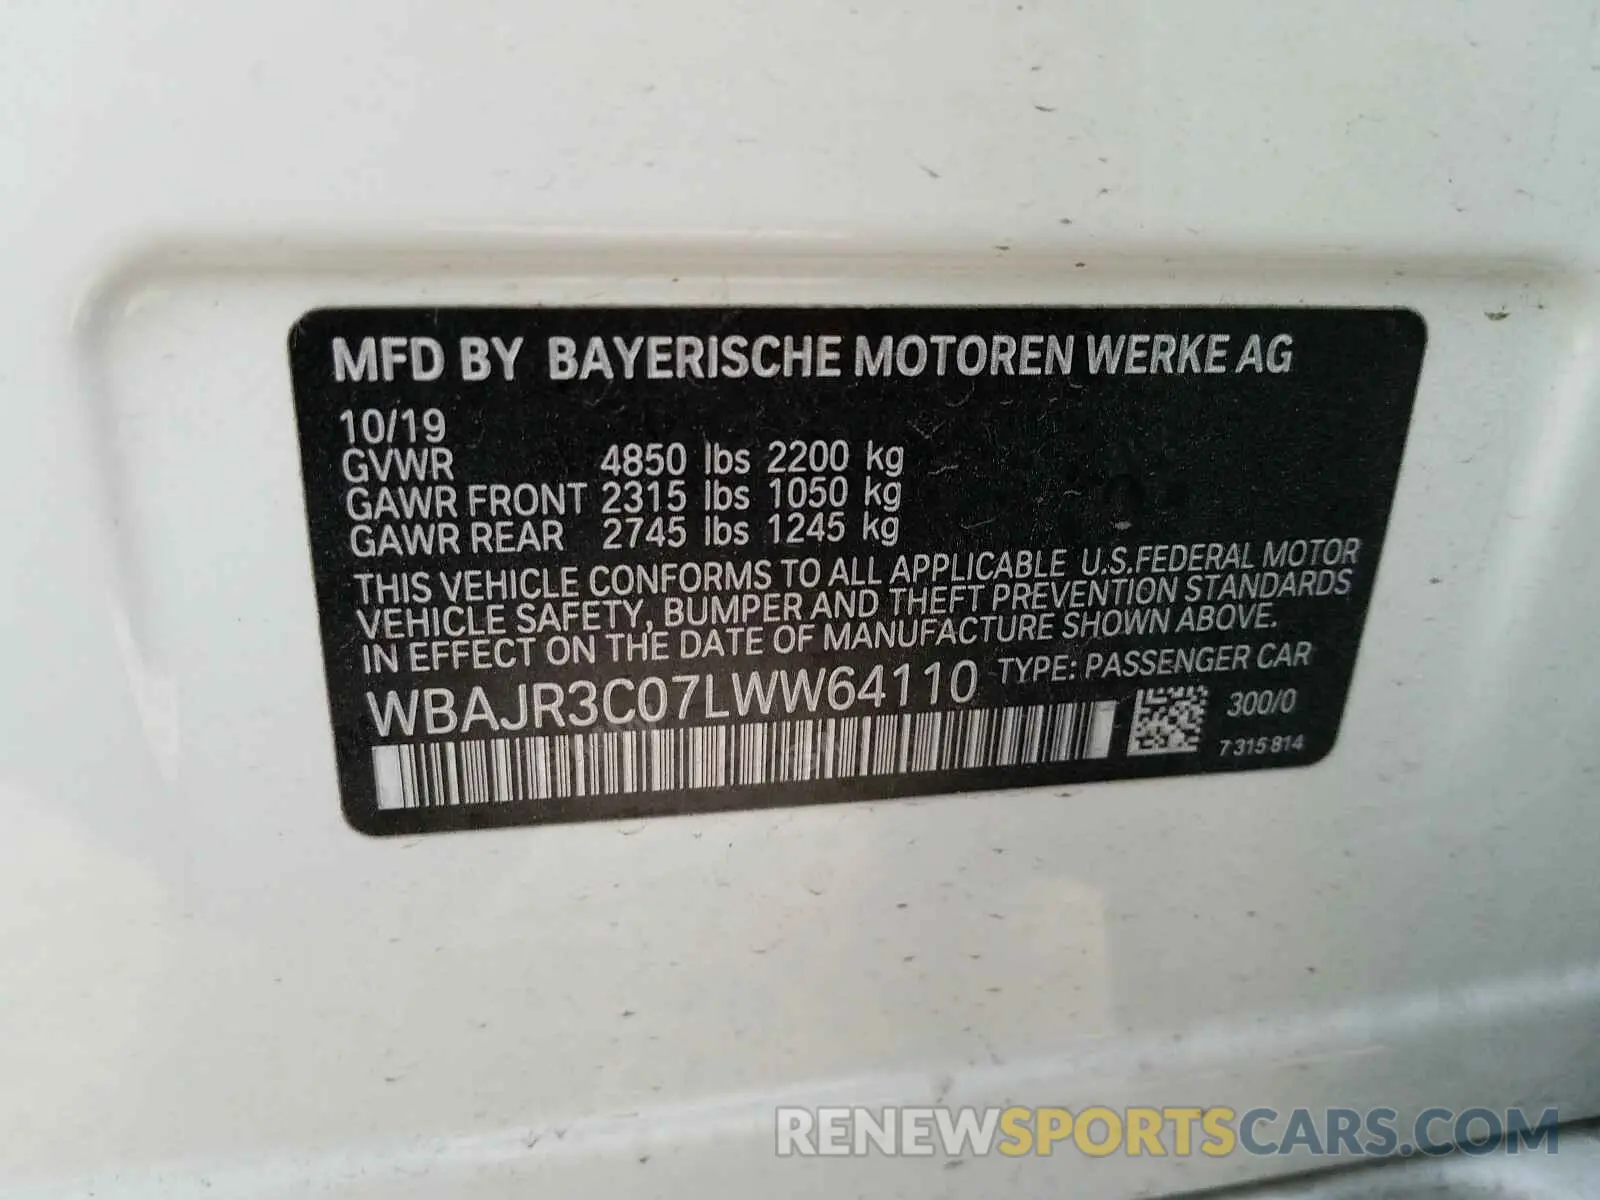 MFD BY BAYERISCHE MOTOREN WERKE AG
10/19
GVWR 4850 lbs 2200 kg
GAWR FRONT 2315 lbs 1050 kg
GAWR REAR 2745 lbs 1245 kg
THIS VEHICLE CONFORMS TO ALL APPLICABLE U.S.FEDERAL MOTOR
VEHICLE SAFETY, BUMPER AND THEFT PREVENTION STANDARDS
IN EFFECT ON THE DATE OF MANUFACTURE SHOWN ABOVE.
WBAJR3C07LWW64110 TYPE: PASSENGER CAR
300/0
7 315 814
RENEWSPORTSCARS.COM